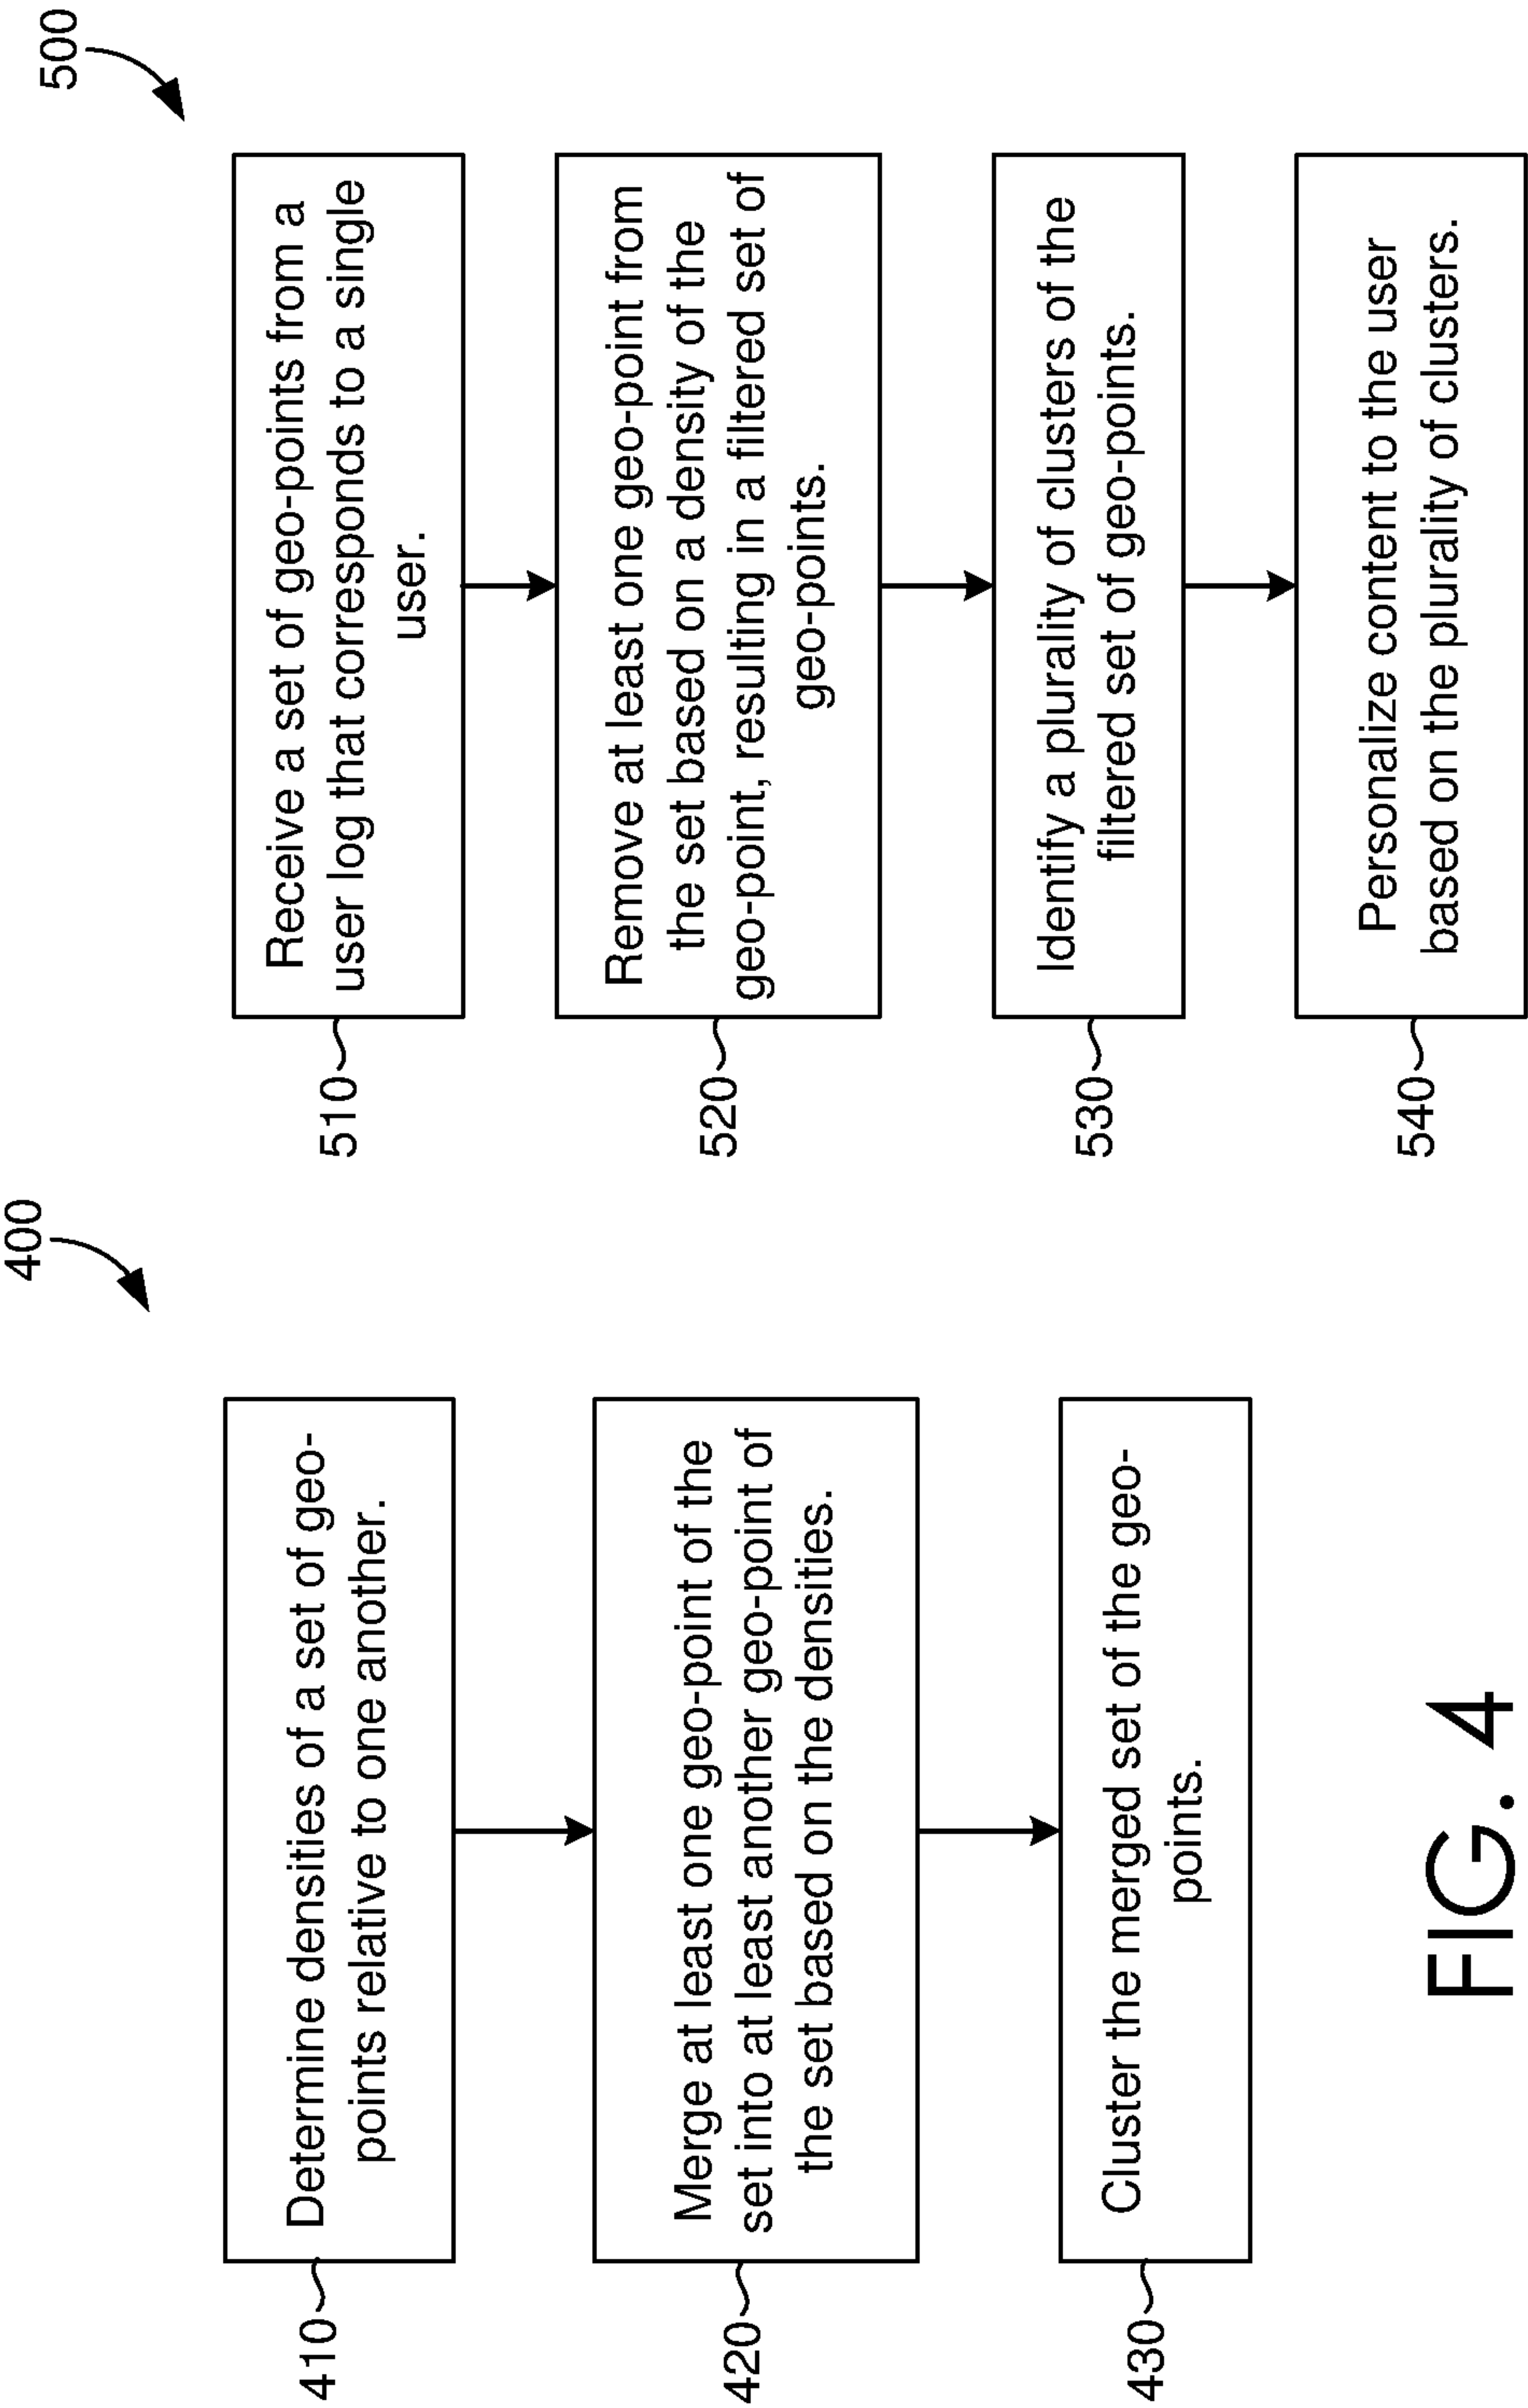 400
410
Determine densities of a set of geo-
points relative to one another.
420
Merge at least one geo-point of the
set into at least another geo-point of
the set based on the densities.
430
Cluster the merged set of the geo-
points.
FIG. 4
500
510
Receive a set of geo-points from a
user log that corresponds to a single
user.
520
Remove at least one geo-point from
the set based on a density of the
geo-point, resulting in a filtered set of
geo-points.
530
Identify a plurality of clusters of the
filtered set of geo-points.
540
Personalize content to the user
based on the plurality of clusters.